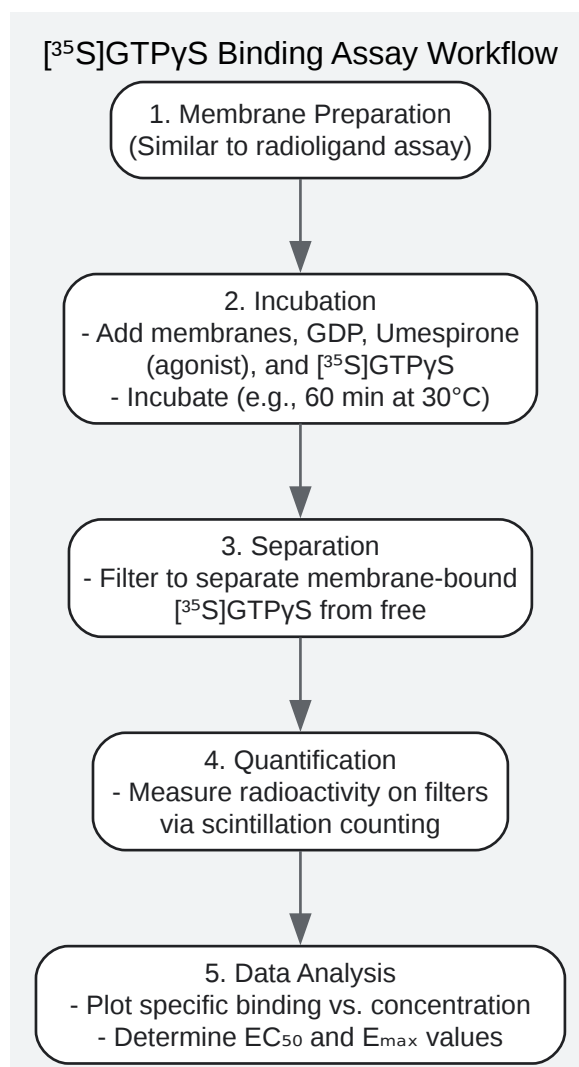 [³⁵S]GTPγS Binding Assay Workflow
1. Membrane Preparation
(Similar to radioligand assay)
2. Incubation
- Add membranes, GDP, Umespirone
(agonist), and [³⁵S]GTPγS
- Incubate (e.g., 60 min at 30°C)
3. Separation
- Filter to separate membrane-bound
[³⁵S]GTPγS from free
4. Quantification
- Measure radioactivity on filters
via scintillation counting
5. Data Analysis
- Plot specific binding vs. concentration
- Determine EC₅₀ and Eₘₐₓ values